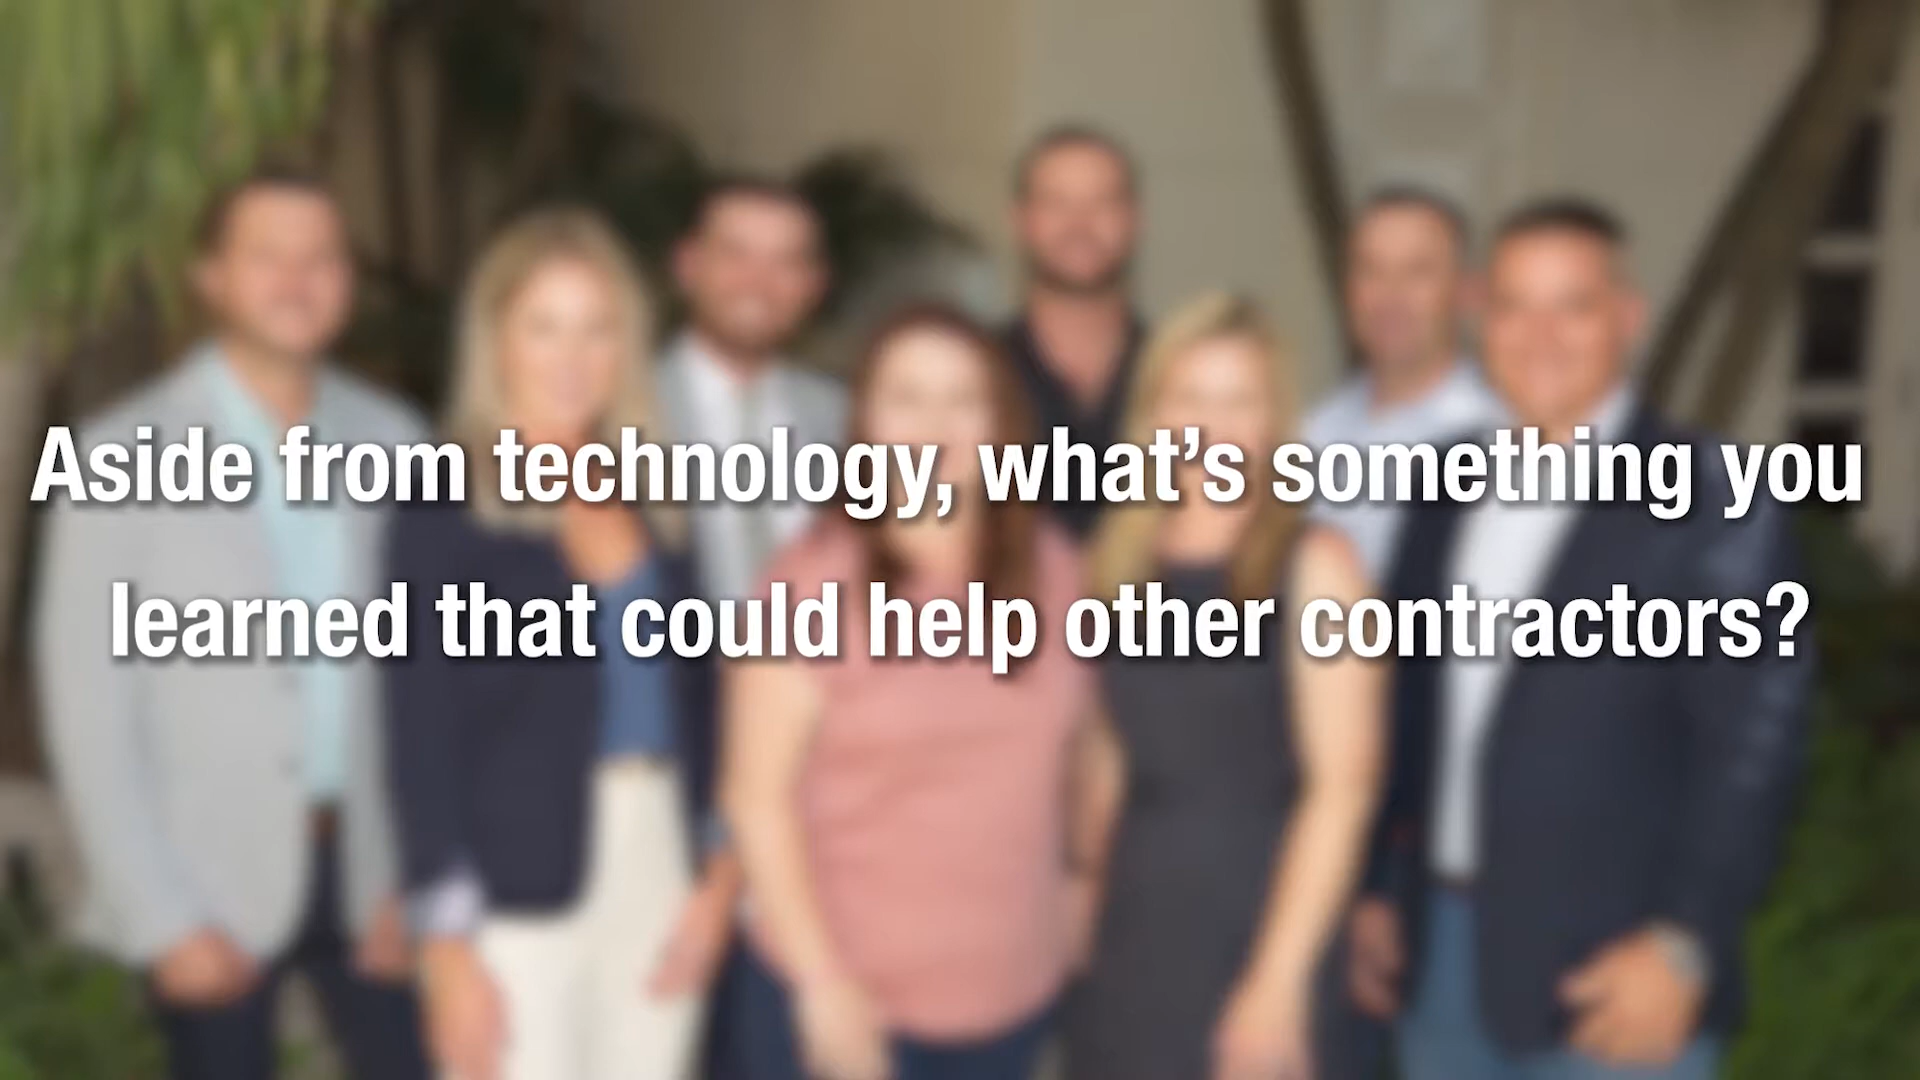 Aside from technology, what’s something you
learned that could help other contractors?